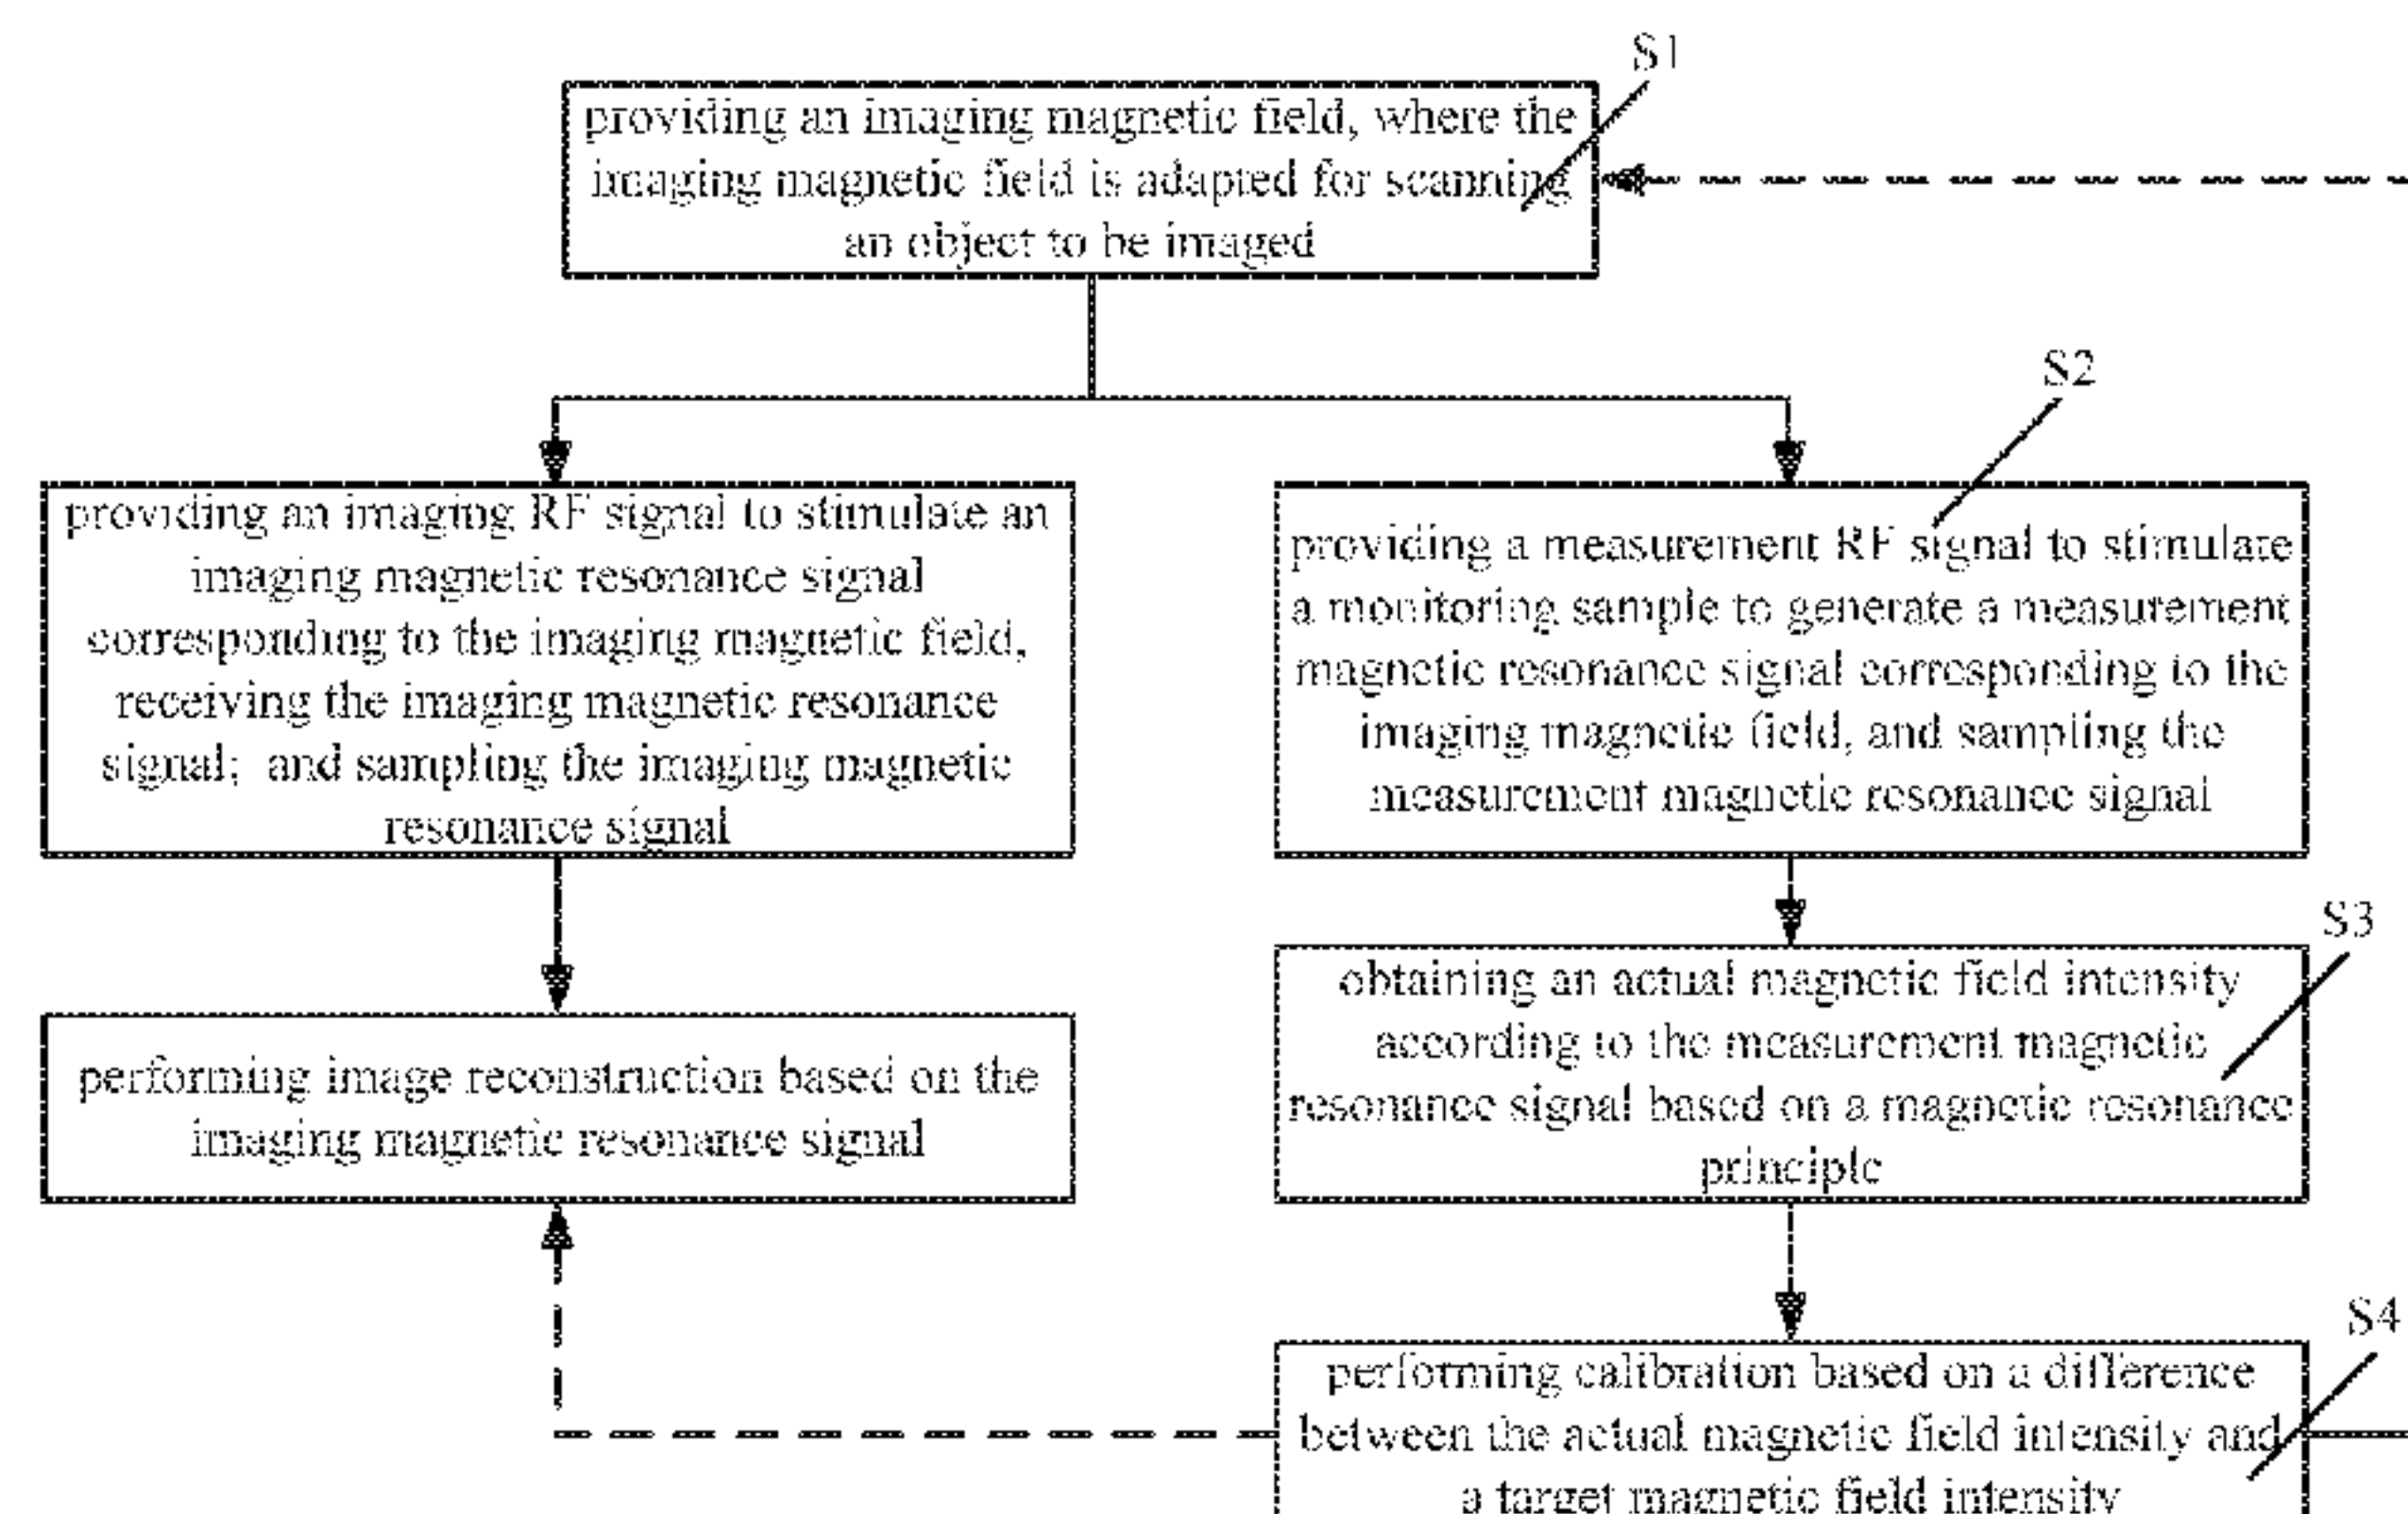 S1
providing an imaging magnetic field, where the
imaging magnetic field is adapted for scanning
an object to be imaged
S2
providing an imaging RF signal to stimulate an
imaging magnetic resonance signal
corresponding to the imaging magnetic field,
receiving the imaging magnetic resonance
signal; and sampling the imaging magnetic
resonance signal
providing a measurement RF signal to stimulate
a monitoring sample to generate a measurement
magnetic resonance signal corresponding to the
imaging magnetic field, and sampling the
measurement magnetic resonance signal
S3
performing image reconstruction based on the
imaging magnetic resonance signal
obtaining an actual magnetic field intensity
according to the measurement magnetic
resonance signal based on a magnetic resonance
principle
S4
performing calibration based on a difference
between the actual magnetic field intensity and
a target magnetic field intensity